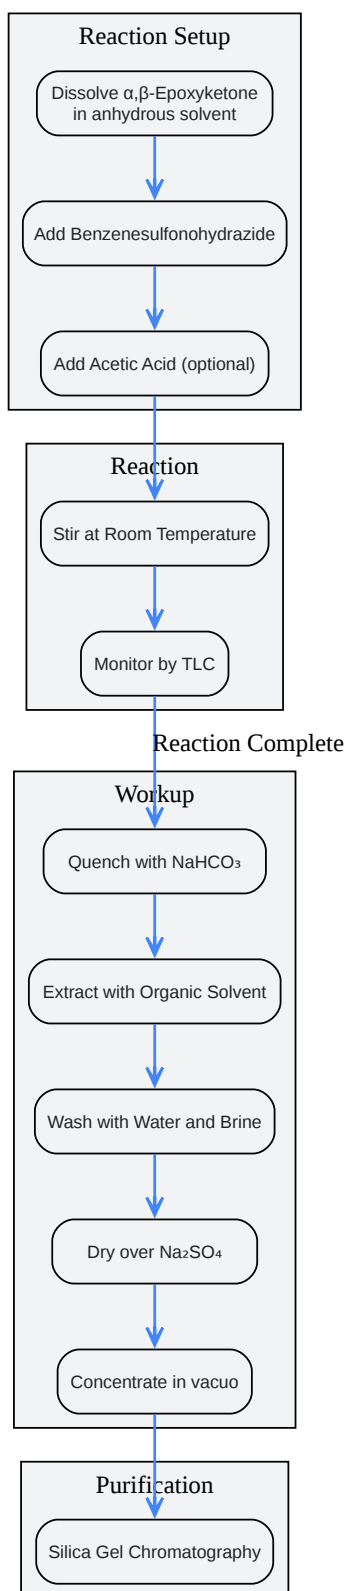 Reaction Setup
Dissolve α,β-Epoxyketone
in anhydrous solvent
Add Benzenesulfonohydrazide
Add Acetic Acid (optional)
Reaction
Stir at Room Temperature
Monitor by TLC
Reaction Complete
Workup
Quench with NaHCO₃
Extract with Organic Solvent
Wash with Water and Brine
Dry over Na₂SO₄
Concentrate in vacuo
Purification
Silica Gel Chromatography